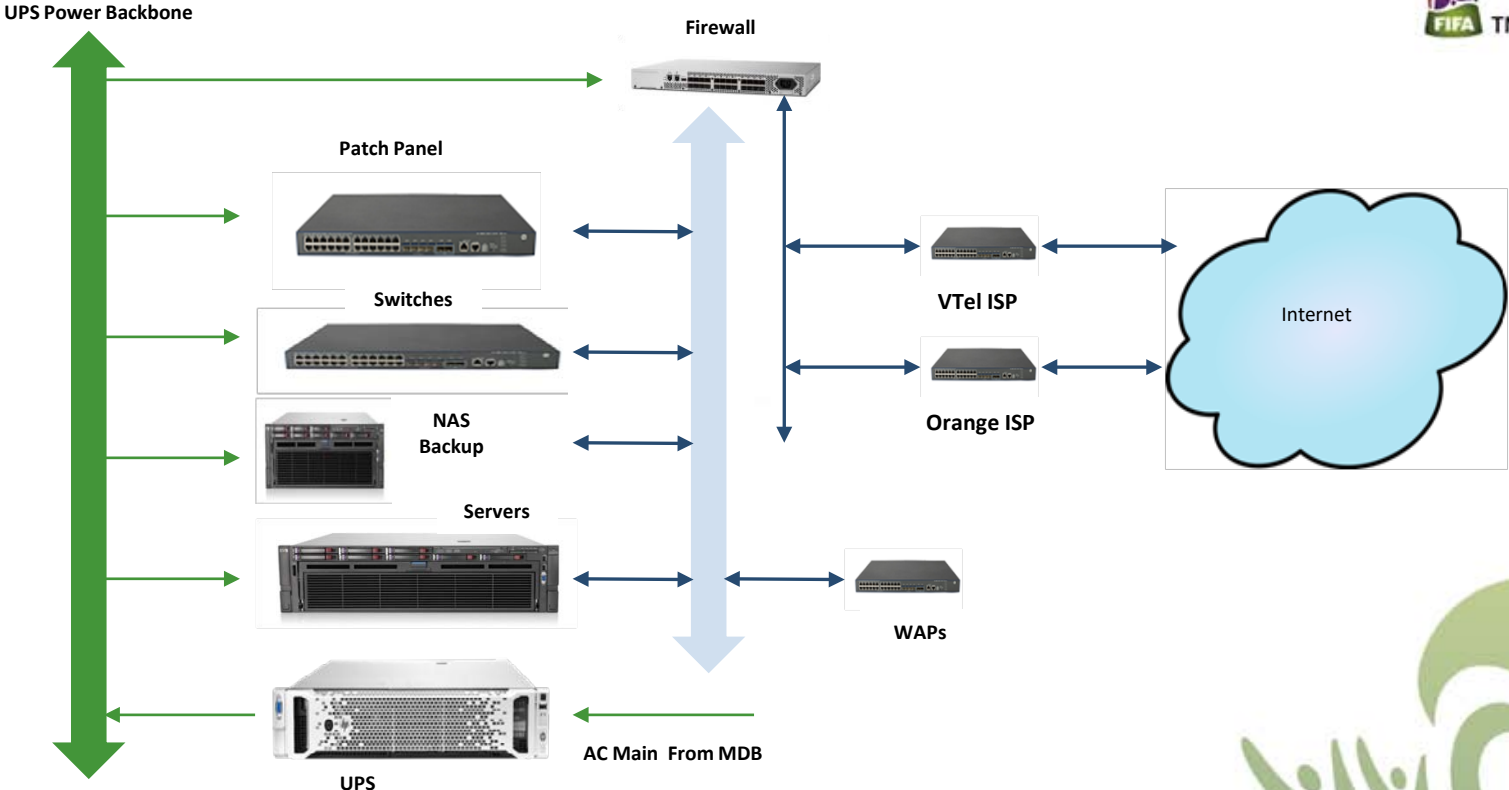 UPS Power Backbone
Firewall
FIFA
Patch Panel
Switches
VTel ISP
Internet
NAS
Backup
Orange ISP
Servers
WAPs
AC Main From MDB
UPS